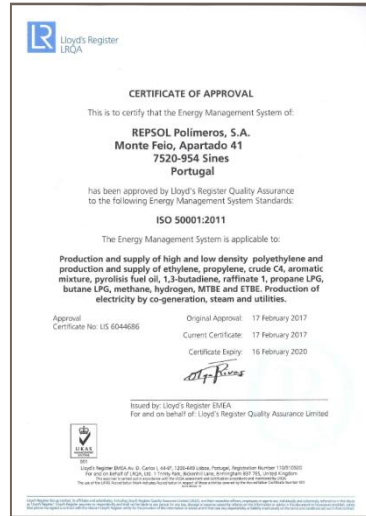 LR
Lloyd's Register
LRQA
CERTIFICATE OF APPROVAL
This is to certify that the Energy Management System of:
REPSOL Polímeros, S.A.
Monte Feio, Apartado 41
7520-954 Sines
Portugal
has been approved by Lloyd's Register Quality Assurance
to the following Energy Management System Standards:
ISO 50001:2011
The Energy Management System is applicable to:
Production and supply of high and low density polyethylene and
production and supply of ethylene, propylene, crude C4, aromatic
mixture, pyrolisis fuel oil, 1,3-butadiene, raffinate 1, propane LPG,
butane LPG, methane, hydrogen, MTBE and ETBE. Production of
electricity by co-generation, steam and utilities.
Approval
Certificate No: LIS 6044686
Original Approval: 17 February 2017
Current Certificate: 17 February 2017
Certificate Expiry: 16 February 2020
Issued by: Lloyd's Register EMEA
For and on behalf of: Lloyd's Register Quality Assurance Limited
UKAS
001